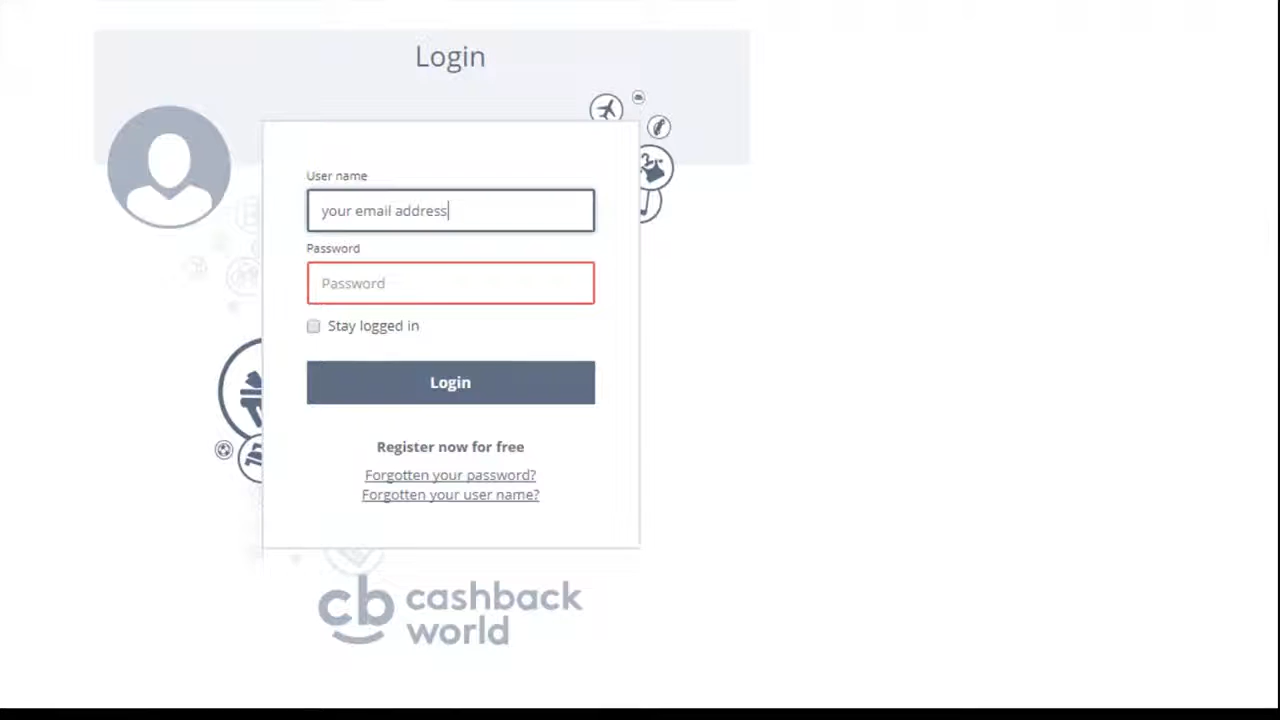 Login
User name
your email address
Password
Password
Stay logged in
Login
Register now for free
Forgotten your password?
Forgotten your user name?
cb cashback
world